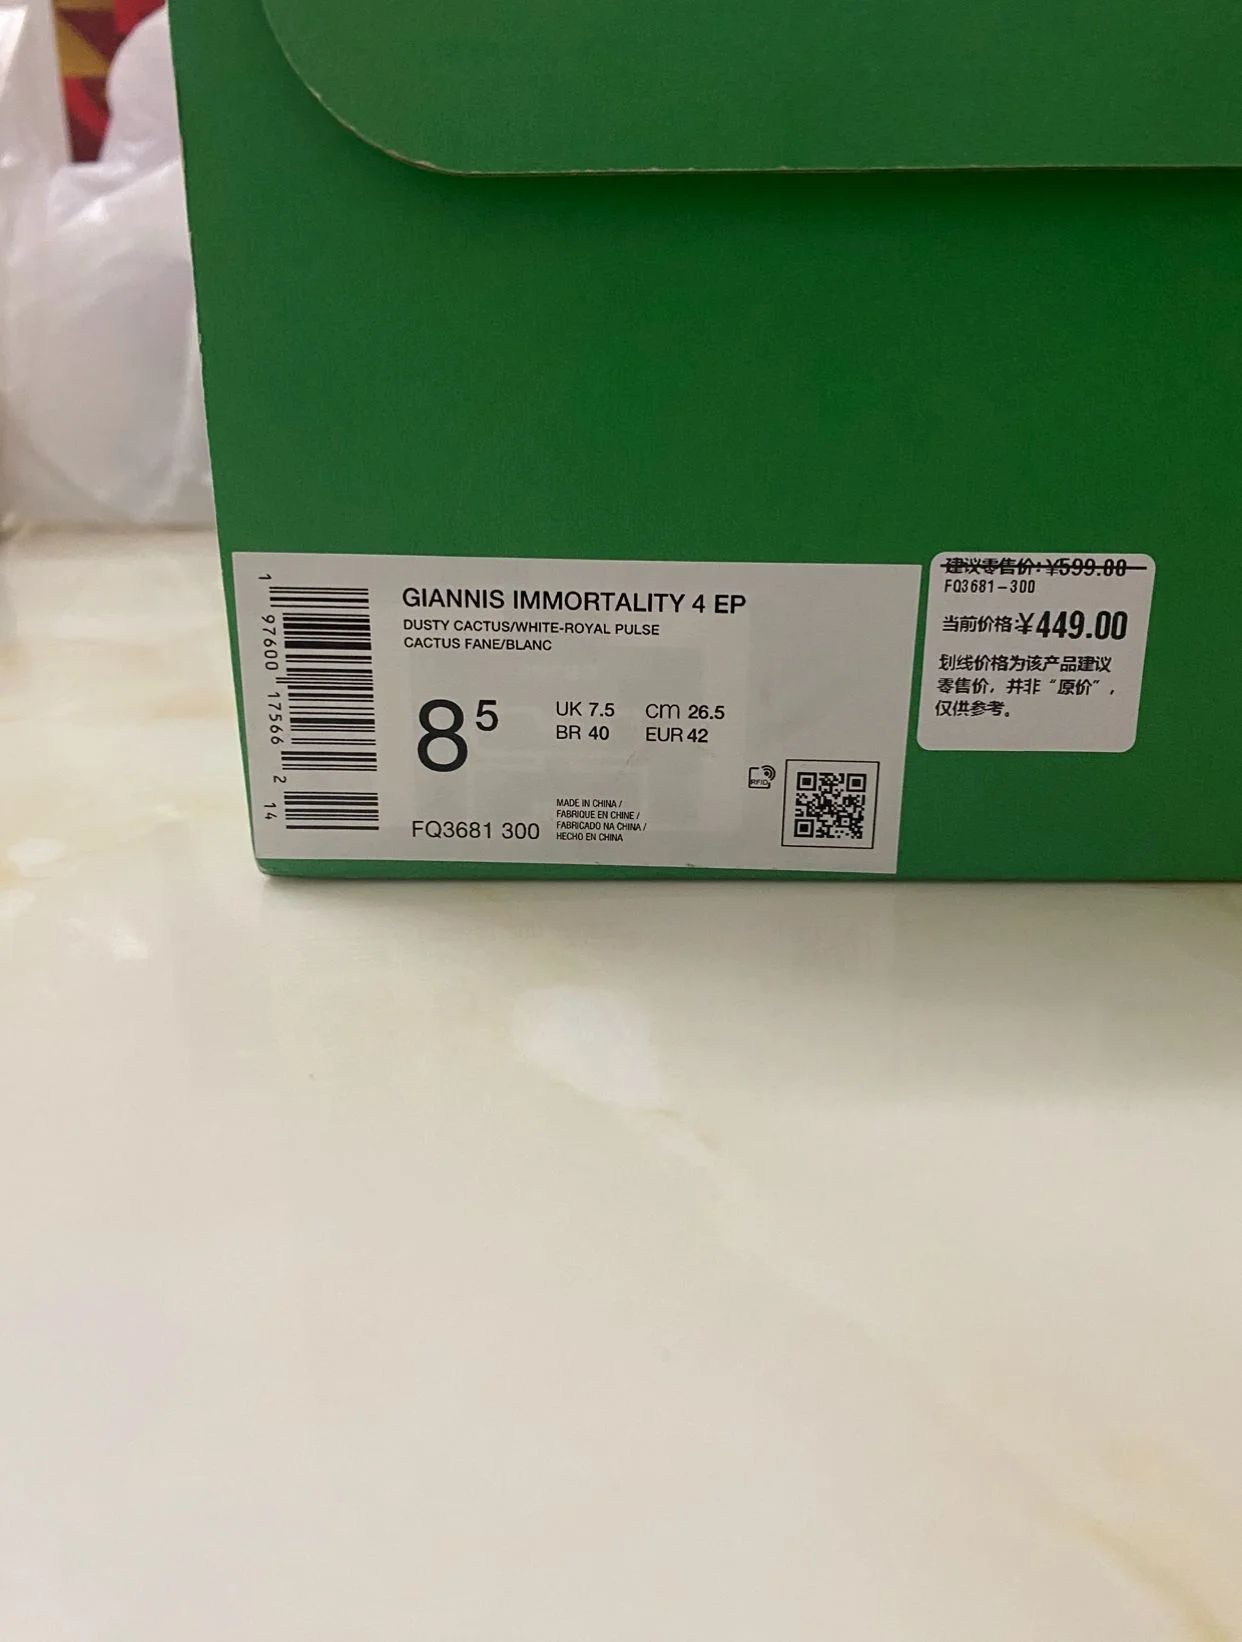 GIANNIS IMMORTALITY 4 EP
DUSTY CACTUS/WHITE-ROYAL PULSE
CACTUS FANE/BLANC
8 5
UK 7.5 cm 26.5
BR 40 EUR 42
FQ3681 300
MADE IN CHINA /
FABRIQUE EN CHINE /
FABRICADO NA CHINA /
HECHO EN CHINA
RFID
1 97600 17566 2 14
建议零售价:¥599.00
FQ3681-300
当前价格:¥449.00
划线价格为该产品建议
零售价，并非“原价”，
仅供参考。